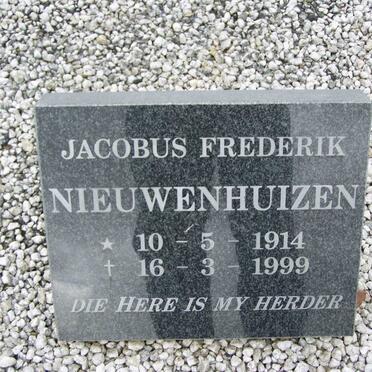 JACOBUS FREDERIK
NIEUWENHUIZEN
★ 10 - 5 - 1914
† 16 - 3 - 1999
DIE HERE IS MY HERDER